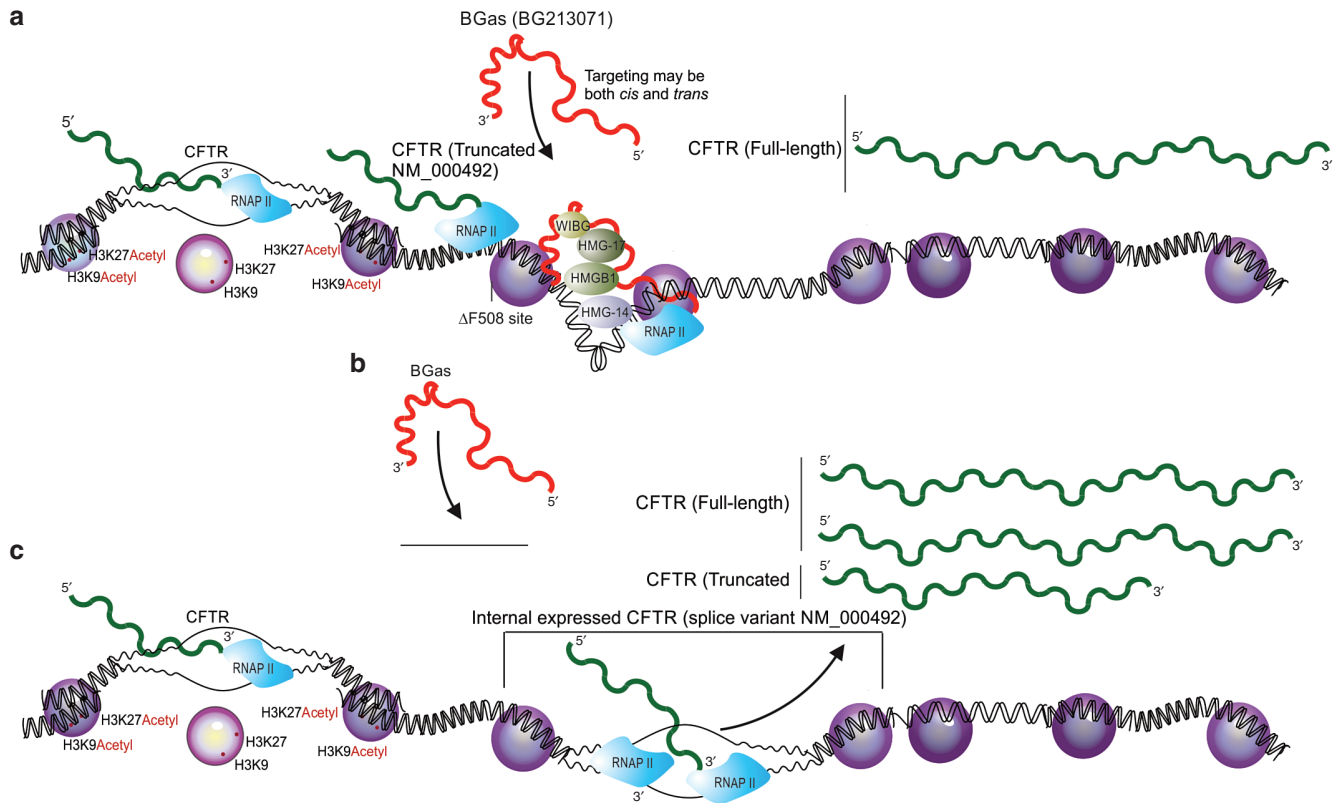 a
BGas (BG213071)
Targeting may be
both cis and trans
3′
5′
5′
CFTR
3′
RNAP II
CFTR (Truncated
NM_000492)
RNAP II
CFTR (Full-length)
5′
3′
H3K27Acetyl
H3K9Acetyl
H3K27
H3K9
H3K27Acetyl
H3K9Acetyl
ΔF508 site
WIBG
HMG-17
HMGB1
HMG-14
RNAP II
b
BGas
3′
5′
CFTR (Full-length)
5′
3′
5′
3′
CFTR (Truncated
5′
3′
c
5′
CFTR
3′
RNAP II
Internal expressed CFTR (splice variant NM_000492)
5′
H3K27Acetyl
H3K9Acetyl
H3K27
H3K9
H3K27Acetyl
H3K9Acetyl
RNAP II
3′
3′
RNAP II